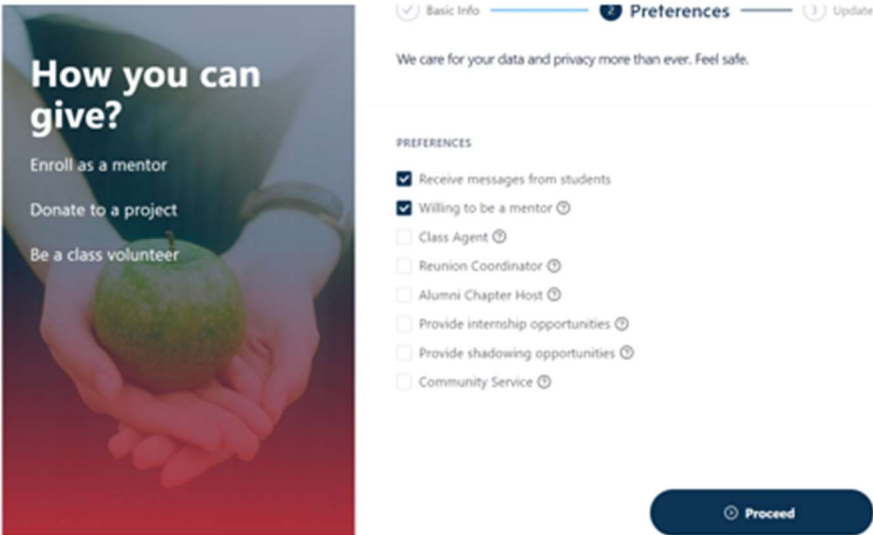 How you can
give?
Enroll as a mentor
Donate to a project
Be a class volunteer
Basic Info 2 Preferences 3 Update
We care for your data and privacy more than ever. Feel safe.
PREFERENCES
Receive messages from students
Willing to be a mentor ?
Class Agent ?
Reunion Coordinator ?
Alumni Chapter Host ?
Provide internship opportunities ?
Provide shadowing opportunities ?
Community Service ?
Proceed